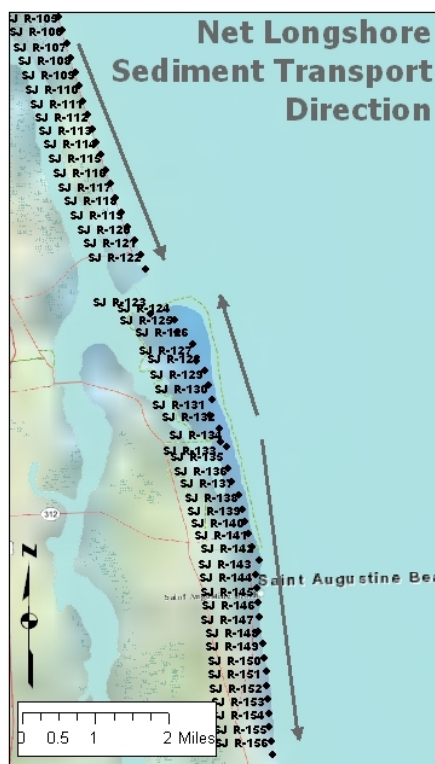 Net Longshore
Sediment Transport
Direction
SJ R-105
SJ R-106
SJ R-107
SJ R-108
SJ R-109
SJ R-110
SJ R-111
SJ R-112
SJ R-113
SJ R-114
SJ R-115
SJ R-116
SJ R-117
SJ R-118
SJ R-119
SJ R-120
SJ R-121
SJ R-122
SJ R-123
SJ R-124
SJ R-125
SJ R-126
SJ R-127
SJ R-128
SJ R-129
SJ R-130
SJ R-131
SJ R-132
SJ R-134
SJ R-133
SJ R-135
SJ R-136
SJ R-137
SJ R-138
SJ R-139
SJ R-140
SJ R-141
SJ R-142
SJ R-143
SJ R-144
Saint Augustine Bea
SJ R-145
SJ R-146
SJ R-147
SJ R-148
SJ R-149
SJ R-150
SJ R-151
SJ R-152
SJ R-153
SJ R-154
SJ R-155
SJ R-156
312
N
0 0.5 1 2 Miles